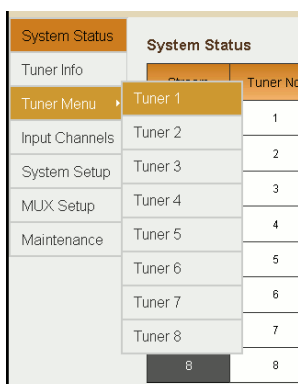 System Status
Tuner Info
Tuner Menu
Input Channels
System Setup
MUX Setup
Maintenance
System Status
Stream
Tuner No
Tuner 1
Tuner 2
Tuner 3
Tuner 4
Tuner 5
Tuner 6
Tuner 7
Tuner 8
1
2
3
4
5
6
7
8 8